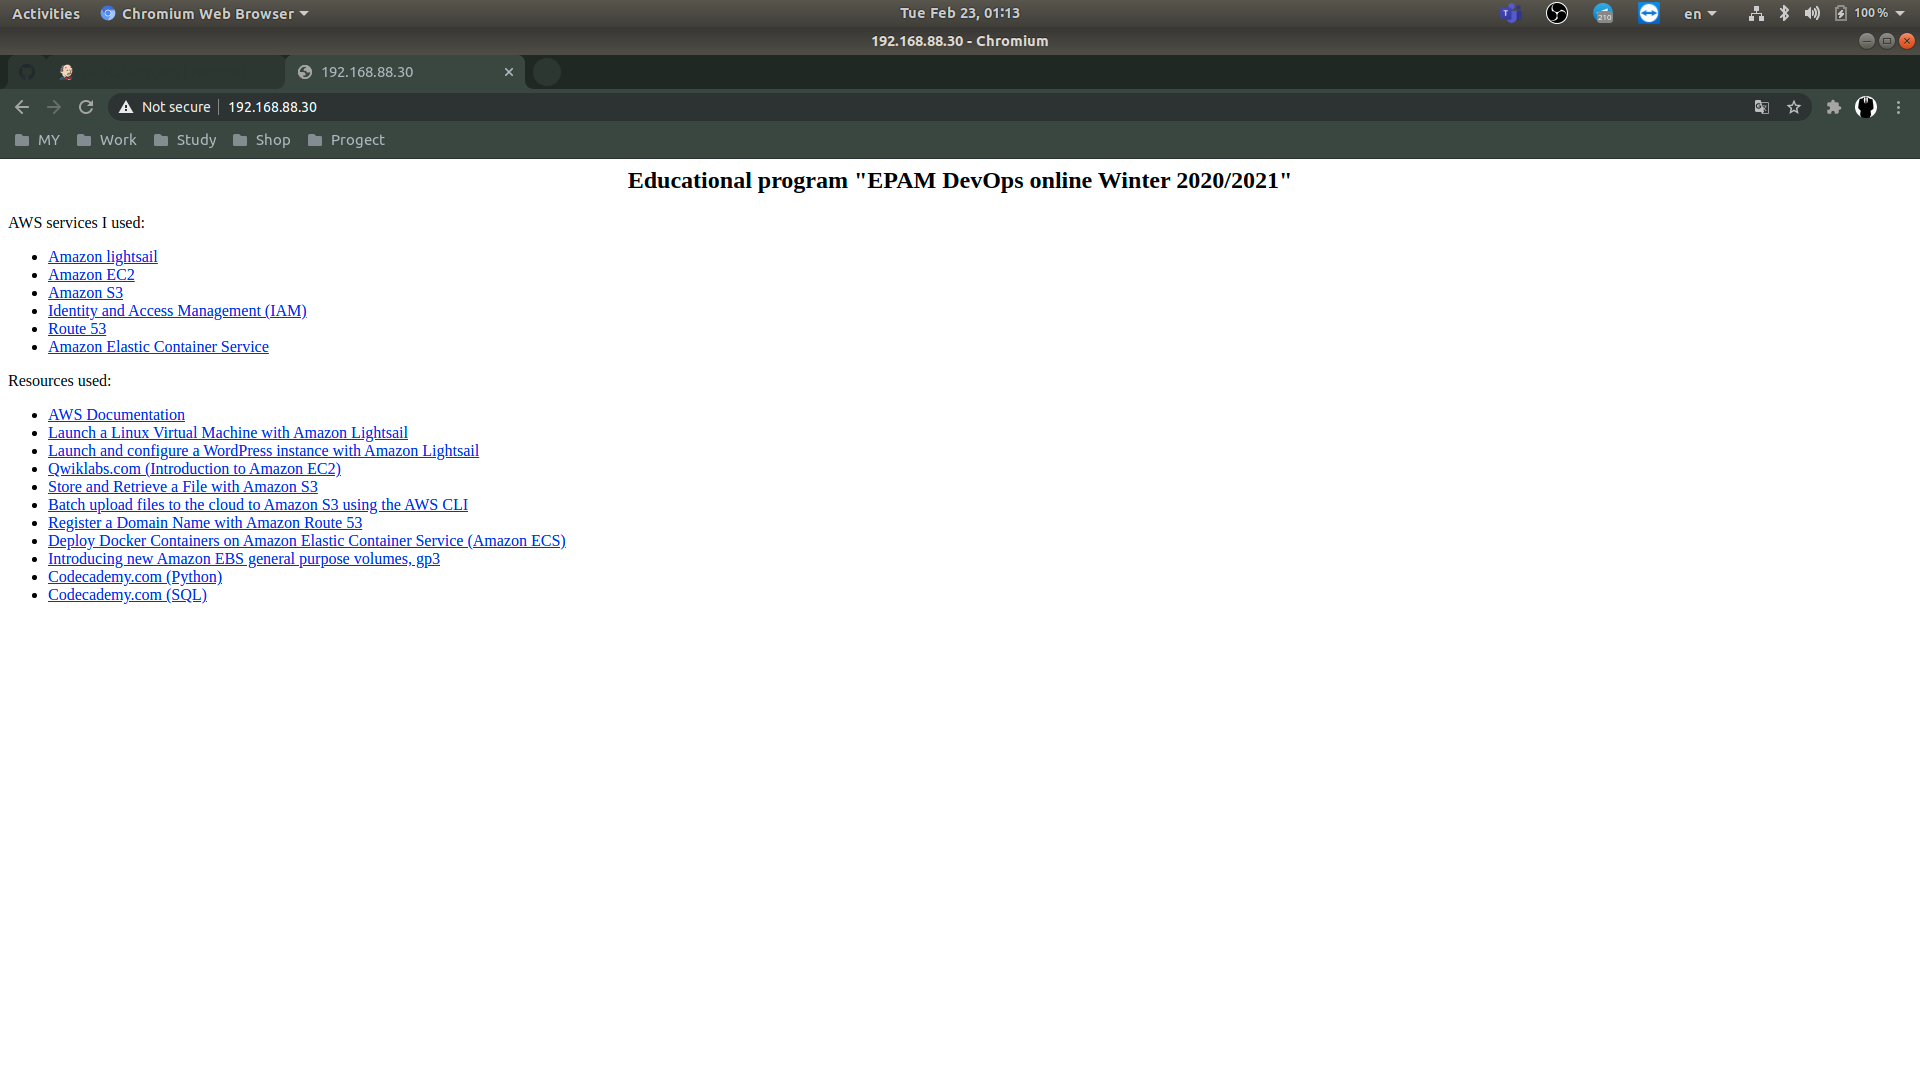 Activities
Chromium Web Browser
Tue Feb 23, 01:13
210
en
100 %
192.168.88.30 - Chromium
192.168.88.30
Not secure
192.168.88.30
MY
Work
Study
Shop
Progect
Educational program "EPAM DevOps online Winter 2020/2021"
AWS services I used:
Amazon lightsail
Amazon EC2
Amazon S3
Identity and Access Management (IAM)
Route 53
Amazon Elastic Container Service
Resources used:
AWS Documentation
Launch a Linux Virtual Machine with Amazon Lightsail
Launch and configure a WordPress instance with Amazon Lightsail
Qwiklabs.com (Introduction to Amazon EC2)
Store and Retrieve a File with Amazon S3
Batch upload files to the cloud to Amazon S3 using the AWS CLI
Register a Domain Name with Amazon Route 53
Deploy Docker Containers on Amazon Elastic Container Service (Amazon ECS)
Introducing new Amazon EBS general purpose volumes, gp3
Codecademy.com (Python)
Codecademy.com (SQL)